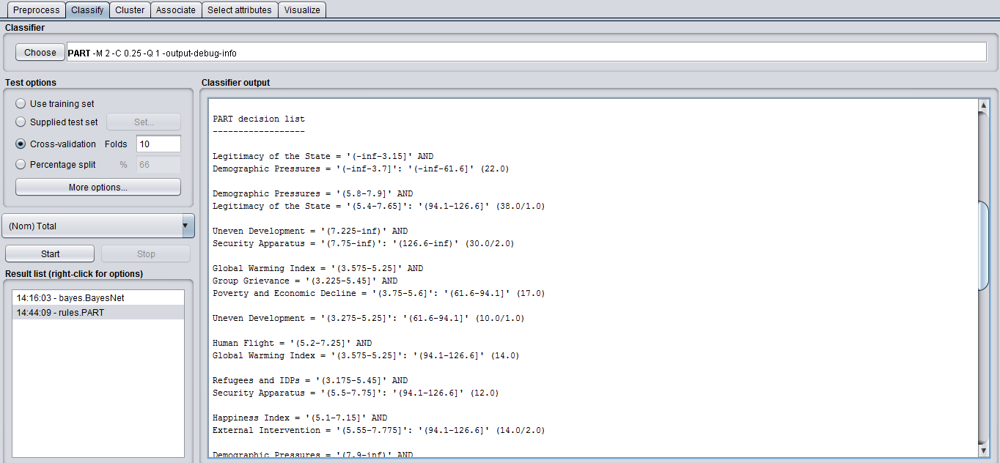 Preprocess Classify Cluster Associate Select attributes Visualize
Classifier
Choose PART -M 2 -C 0.25 -Q 1 -output-debug-info
Test options
Use training set
Supplied test set Set...
Cross-validation Folds 10
Percentage split % 66
More options...
(Nom) Total
Start Stop
Result list (right-click for options)
14:16:03 - bayes.BayesNet
14:44:09 - rules.PART
Classifier output
PART decision list
------------------
Legitimacy of the State = '(-inf-3.15]' AND
Demographic Pressures = '(-inf-3.7]': '(-inf-61.6]' (22.0)
Demographic Pressures = '(5.8-7.9]' AND
Legitimacy of the State = '(5.4-7.65]': '(94.1-126.6]' (38.0/1.0)
Uneven Development = '(7.225-inf)' AND
Security Apparatus = '(7.75-inf)': '(126.6-inf)' (30.0/2.0)
Global Warming Index = '(3.575-5.25]' AND
Group Grievance = '(3.225-5.45]' AND
Poverty and Economic Decline = '(3.75-5.6]': '(61.6-94.1]' (17.0)
Uneven Development = '(3.275-5.25]': '(61.6-94.1]' (10.0/1.0)
Human Flight = '(5.2-7.25]' AND
Global Warming Index = '(3.575-5.25]': '(94.1-126.6]' (14.0)
Refugees and IDPs = '(3.175-5.45]' AND
Security Apparatus = '(5.5-7.75]': '(94.1-126.6]' (12.0)
Happiness Index = '(5.1-7.15]' AND
External Intervention = '(5.55-7.775]': '(94.1-126.6]' (14.0/2.0)
Demographic Pressures = '(7.9-inf)' AND